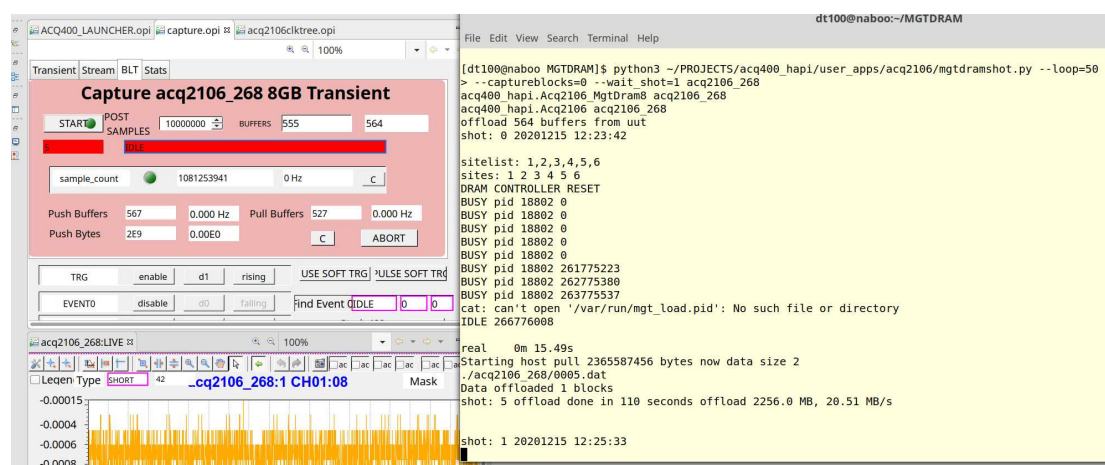 ACQ400_LAUNCHER.opi capture.opi acq2106clktree.opi
100%
Transient Stream BLT Stats
Capture acq2106_268 8GB Transient
START POST SAMPLES 10000000 BUFFERS 555 564
5 IDLE
sample_count 1081253941 0 Hz C
Push Buffers 567 0.000 Hz Pull Buffers 527 0.000 Hz
Push Bytes 2E9 0.00E0 C ABORT
TRG enable d1 rising USE SOFT TRG PULSE SOFT TRG
EVENT0 disable d0 falling Find Event 0 IDLE 0 0
acq2106_268:LIVE 100%
ac ac ac ac ac
Legen Type SHORT 42 cq2106_268:1 CH01:08 Mask
-0.00015
-0.0004
-0.0006
-0.0008
dt100@naboo:~/MGTDRAM
File Edit View Search Terminal Help
[dt100@naboo MGTDRAM]$ python3 ~/PROJECTS/acq400_hapi/user_apps/acq2106/mgtdramshot.py --loop=50
> --captureblocks=0 --wait_shot=1 acq2106_268
acq400_hapi.Acq2106_MgtDram8 acq2106_268
acq400_hapi.Acq2106 acq2106_268
offload 564 buffers from uut
shot: 0 20201215 12:23:42
sitelist: 1,2,3,4,5,6
sites: 1 2 3 4 5 6
DRAM CONTROLLER RESET
BUSY pid 18802 0
BUSY pid 18802 0
BUSY pid 18802 0
BUSY pid 18802 0
BUSY pid 18802 261775223
BUSY pid 18802 262775380
BUSY pid 18802 263775537
cat: can't open '/var/run/mgt_load.pid': No such file or directory
IDLE 266776008
real 0m 15.49s
Starting host pull 2365587456 bytes now data size 2
./acq2106_268/0005.dat
Data offloaded 1 blocks
shot: 5 offload done in 110 seconds offload 2256.0 MB, 20.51 MB/s
shot: 1 20201215 12:25:33